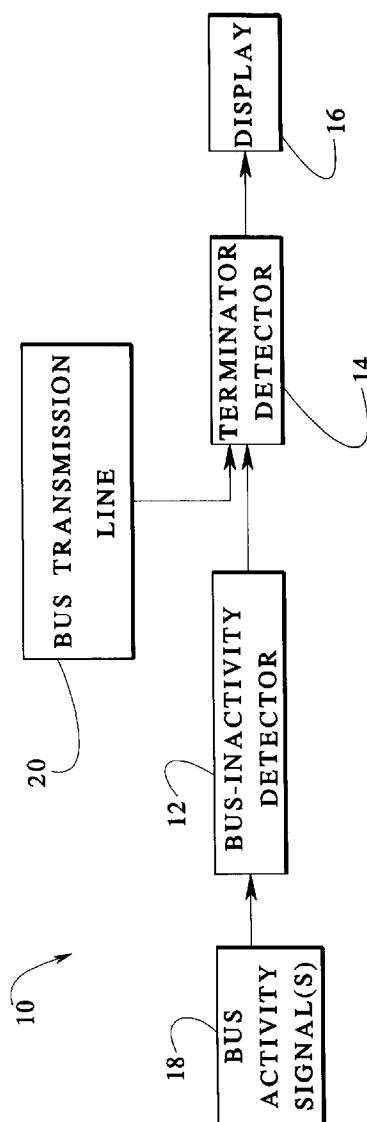 10
18
BUS
ACTIVITY
SIGNAL(S)
12
BUS-INACTIVITY
DETECTOR
20
BUS TRANSMISSION
LINE
TERMINATOR
DETECTOR
14
DISPLAY
16